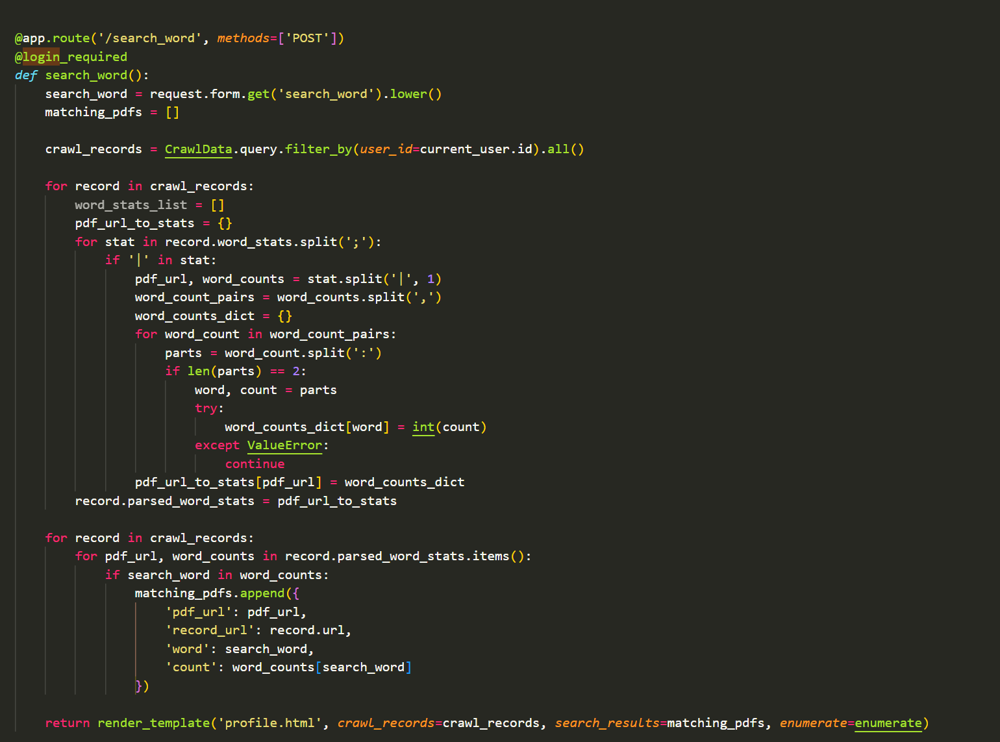 @app.route('/search_word', methods=['POST'])
@login_required
def search_word():
    search_word = request.form.get('search_word').lower()
    matching_pdfs = []

    crawl_records = CrawlData.query.filter_by(user_id=current_user.id).all()

    for record in crawl_records:
        word_stats_list = []
        pdf_url_to_stats = {}
        for stat in record.word_stats.split(';'):
            if '|' in stat:
                pdf_url, word_counts = stat.split('|', 1)
                word_count_pairs = word_counts.split(',')
                word_counts_dict = {}
                for word_count in word_count_pairs:
                    parts = word_count.split(':')
                    if len(parts) == 2:
                        word, count = parts
                        try:
                            word_counts_dict[word] = int(count)
                        except ValueError:
                            continue
                pdf_url_to_stats[pdf_url] = word_counts_dict
        record.parsed_word_stats = pdf_url_to_stats

    for record in crawl_records:
        for pdf_url, word_counts in record.parsed_word_stats.items():
            if search_word in word_counts:
                matching_pdfs.append({
                    'pdf_url': pdf_url,
                    'record_url': record.url,
                    'word': search_word,
                    'count': word_counts[search_word]
                })

    return render_template('profile.html', crawl_records=crawl_records, search_results=matching_pdfs, enumerate=enumerate)